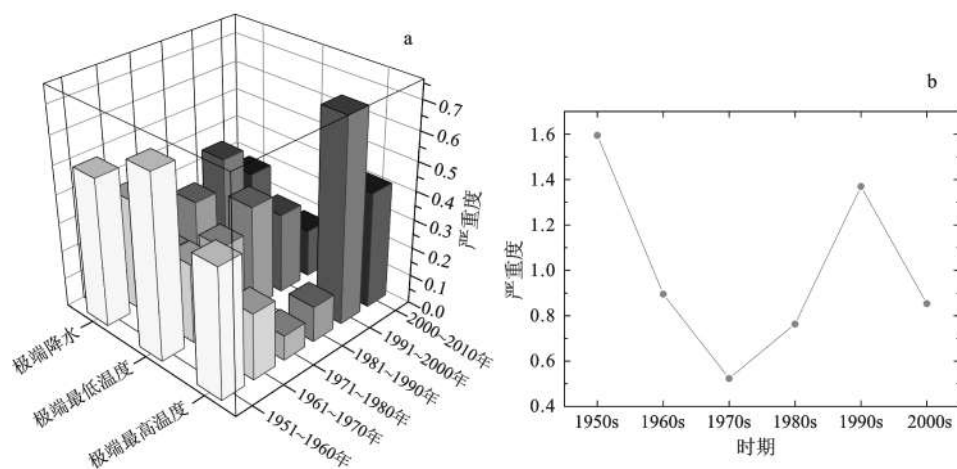 a
0.7
0.6
0.5
0.4
0.3
0.2
0.1
0.0
严重度
极端降水
极端最低温度
极端最高温度
2000~2010年
1991~2000年
1981~1990年
1971~1980年
1961~1970年
1951~1960年
b
1.6
1.4
1.2
1.0
0.8
0.6
0.4
严重度
1950s 1960s 1970s 1980s 1990s 2000s
时期